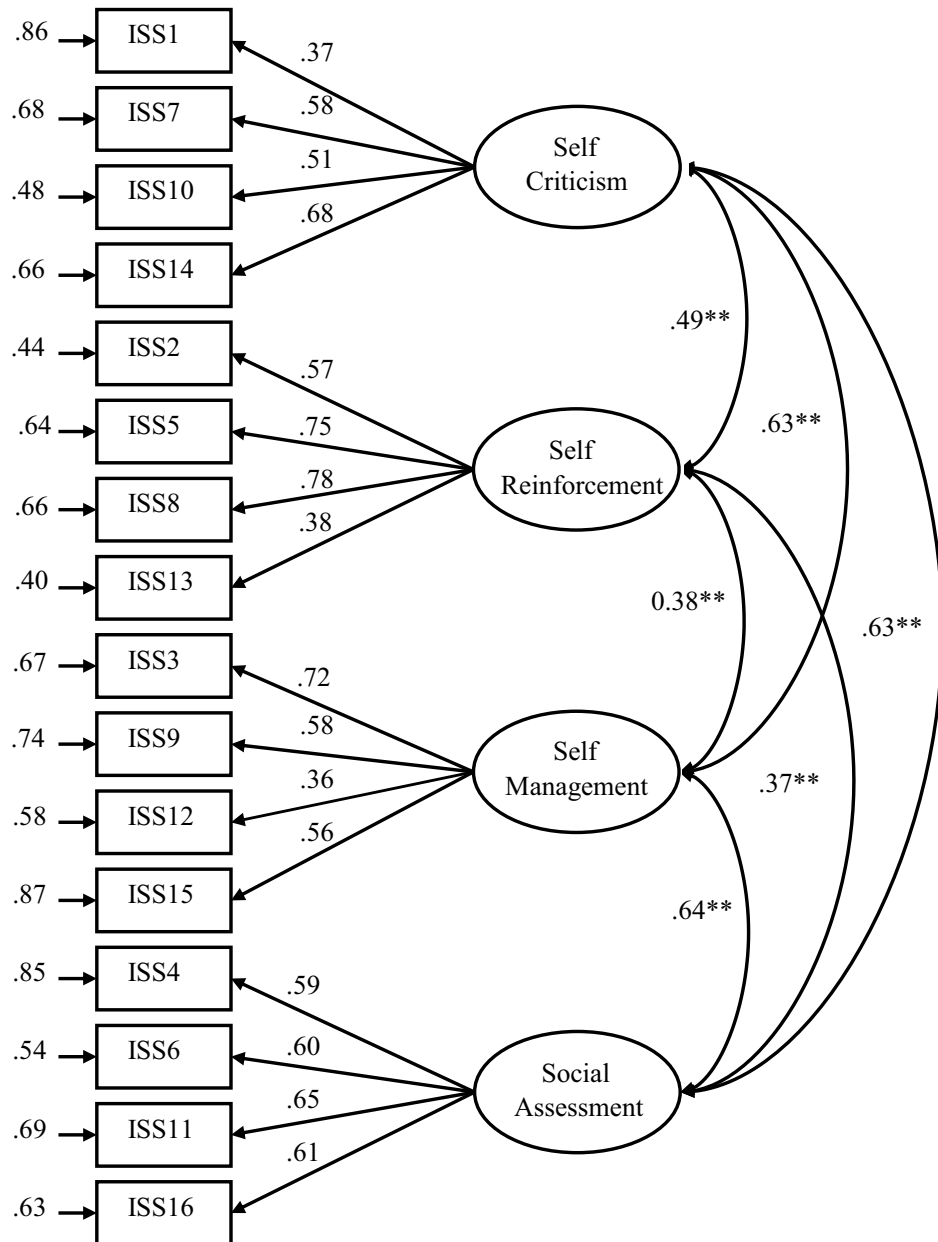 .86
ISS1
.37
.68
ISS7
.58
.48
ISS10
.51
.66
ISS14
.68
Self
Criticism
.49**
.44
ISS2
.57
.64
ISS5
.75
.66
ISS8
.78
.40
ISS13
.38
Self
Reinforcement
.63**
0.38**
.63**
.67
ISS3
.72
.74
ISS9
.58
.58
ISS12
.36
.87
ISS15
.56
Self
Management
.37**
.64**
.85
ISS4
.59
.54
ISS6
.60
.69
ISS11
.65
.63
ISS16
.61
Social
Assessment